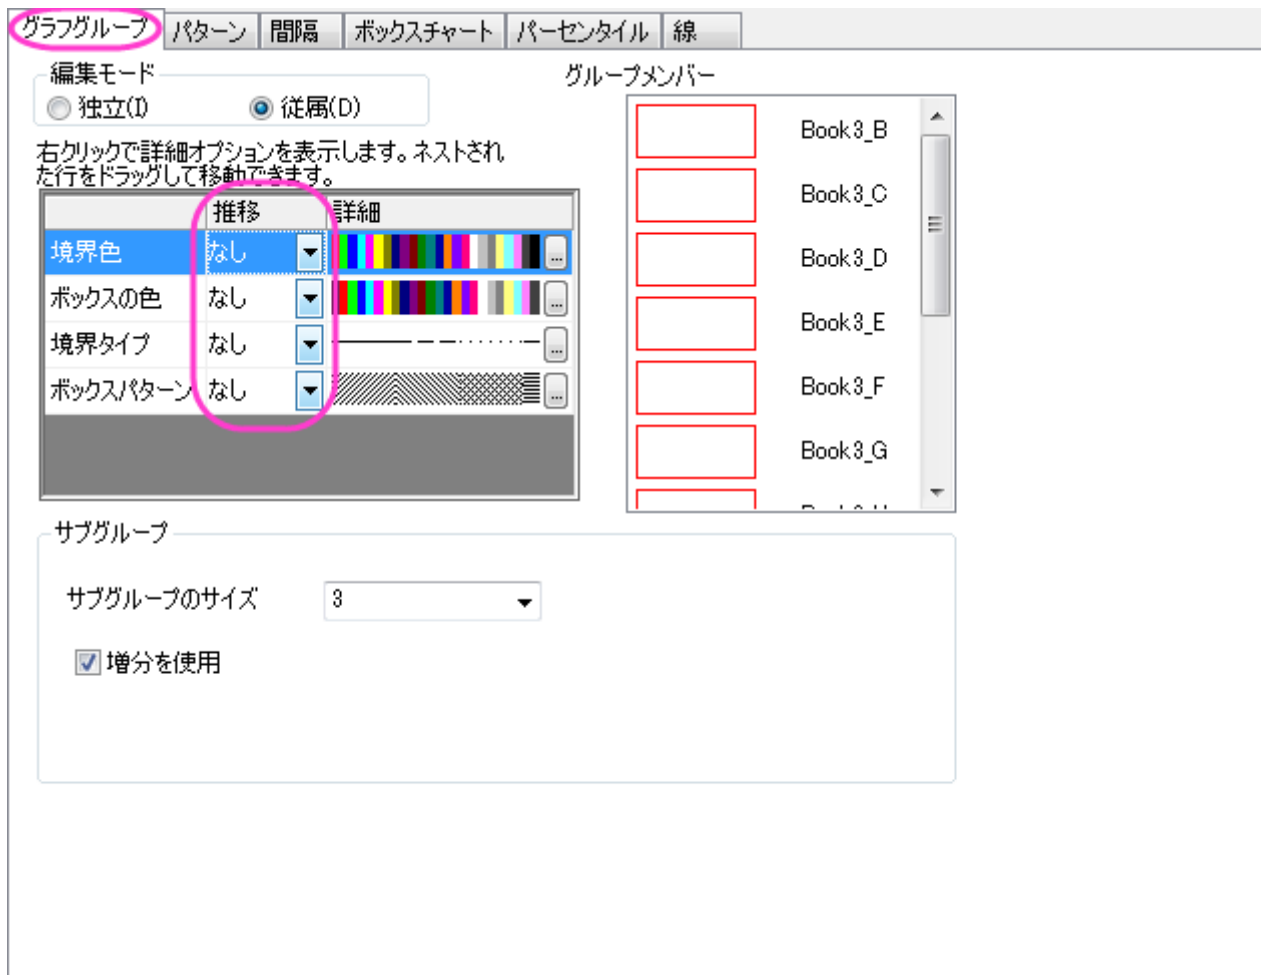 グラフグループ パターン 間隔 ボックスチャート パーセンタイル 線
編集モード
独立(I) 従属(D)
右クリックで詳細オプションを表示します。ネストされ
た行をドラッグして移動できます。
推移 詳細
境界色 なし ...
ボックスの色 なし ...
境界タイプ なし ...
ボックスパターン なし ...
グループメンバー
Book3_B
Book3_C
Book3_D
Book3_E
Book3_F
Book3_G
サブグループ
サブグループのサイズ 3
増分を使用